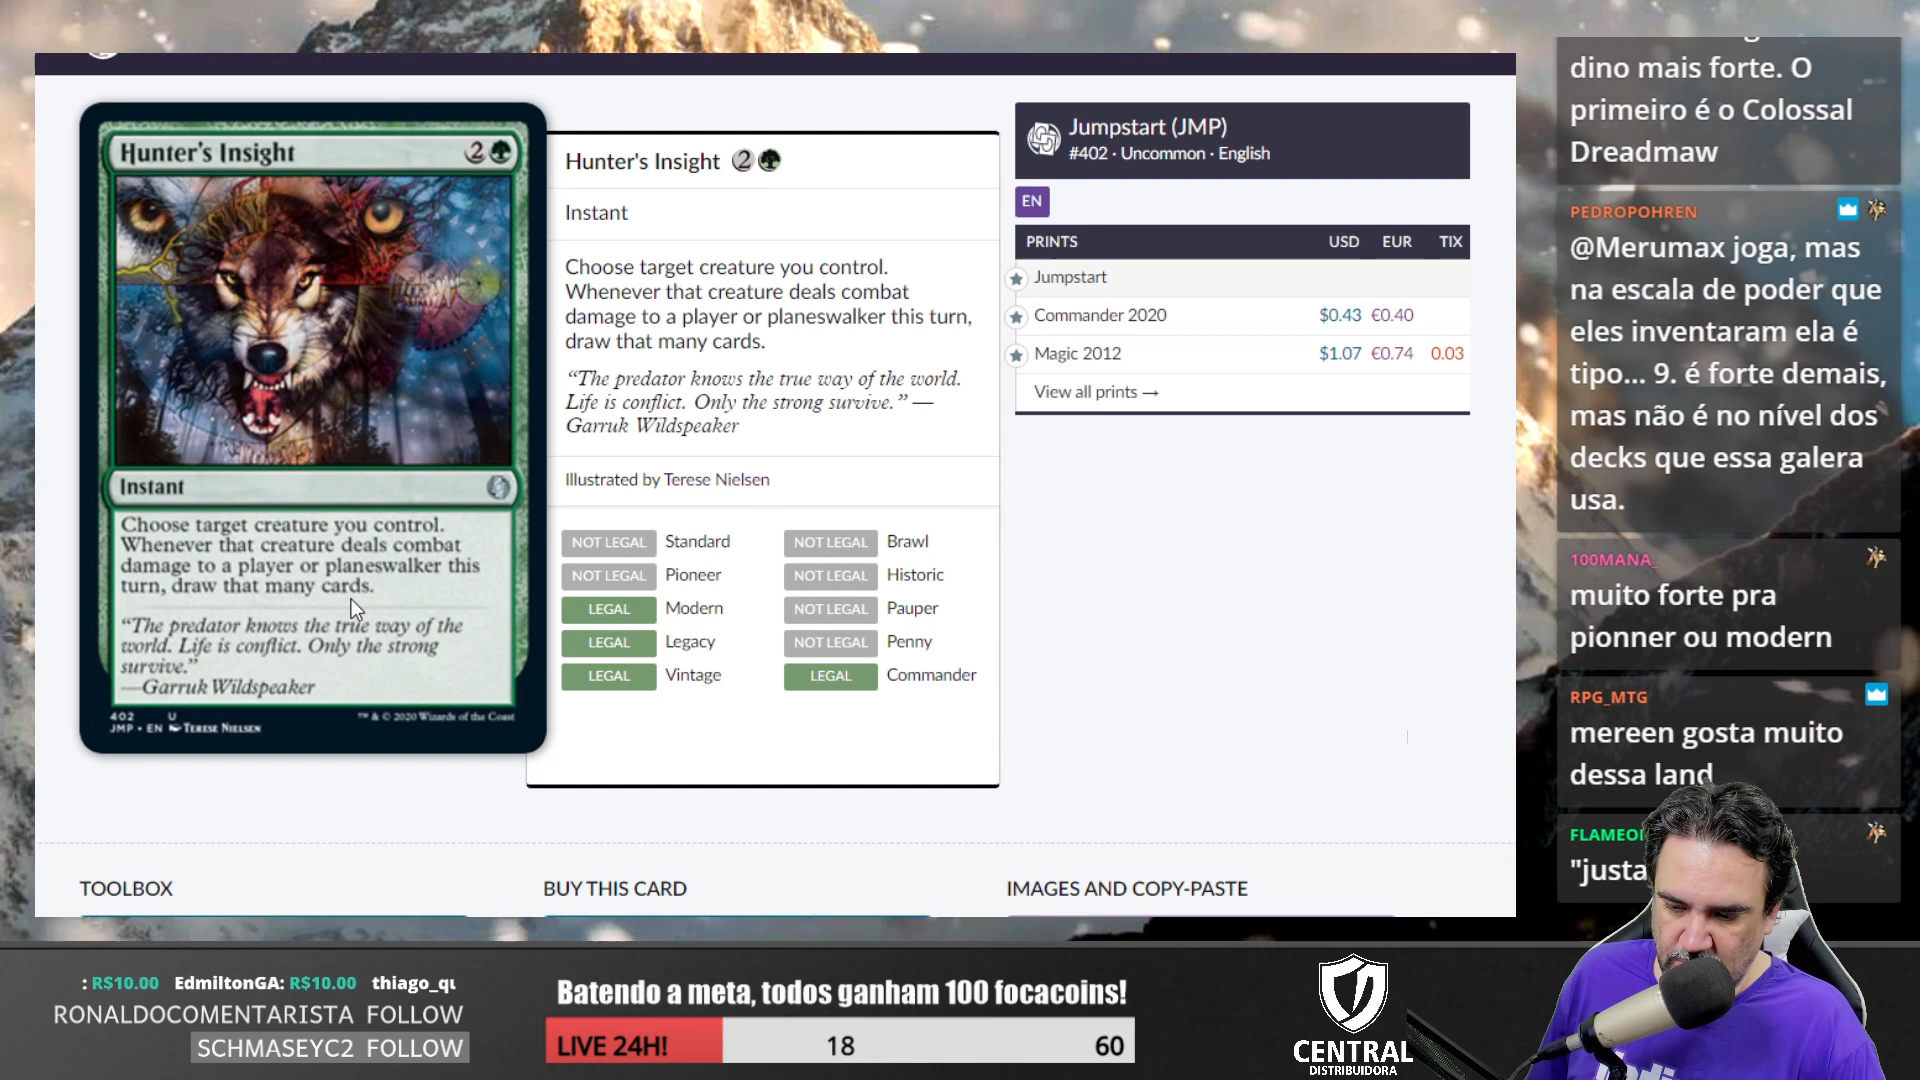 Hunter's Insight 2
Choose target creature you control.
Whenever that creature deals combat
damage to a player or planeswalker this
turn, draw that many cards.
Instant
“The predator knows the true way of the
world. Life is conflict. Only the strong
survive.”
—Garruk Wildspeaker
402 U
JMP • EN Terese Nielsen
™ & © 2020 Wizards of the Coast
Hunter's Insight 2
Instant
Choose target creature you control.
Whenever that creature deals combat
damage to a player or planeswalker this turn,
draw that many cards.
“The predator knows the true way of the world.
Life is conflict. Only the strong survive.” —
Garruk Wildspeaker
Illustrated by Terese Nielsen
NOT LEGAL Standard NOT LEGAL Brawl
NOT LEGAL Pioneer NOT LEGAL Historic
LEGAL Modern NOT LEGAL Pauper
LEGAL Legacy NOT LEGAL Penny
LEGAL Vintage LEGAL Commander
Jumpstart (JMP)
#402 · Uncommon · English
EN
PRINTS USD EUR TIX
Jumpstart
Commander 2020 $0.43 €0.40
Magic 2012 $1.07 €0.74 0.03
View all prints →
TOOLBOX
BUY THIS CARD
IMAGES AND COPY-PASTE
dino mais forte. O
primeiro é o Colossal
Dreadmaw
PEDROPOHREN
@Merumax joga, mas
na escala de poder que
eles inventaram ela é
tipo... 9. é forte demais,
mas não é no nível dos
decks que essa galera
usa.
100MANA_
muito forte pra
pionner ou modern
RPG_MTG
mereen gosta muito
dessa land
FLAMEO
"justa
: R$10.00 EdmiltonGA: R$10.00 thiago_qu
RONALDOCOMENTARISTA FOLLOW
SCHMASEYC2 FOLLOW
Batendo a meta, todos ganham 100 focacoins!
LIVE 24H! 18 60
CENTRAL
DISTRIBUIDORA